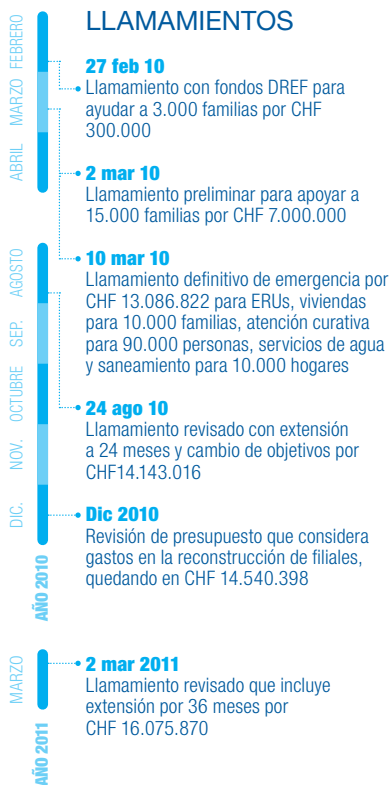 LLAMAMIENTOS
FEBRERO
MARZO
ABRIL
27 feb 10
Llamamiento con fondos DREF para
ayudar a 3.000 familias por CHF
300.000
2 mar 10
Llamamiento preliminar para apoyar a
15.000 familias por CHF 7.000.000
10 mar 10
Llamamiento definitivo de emergencia por
CHF 13.086.822 para ERUs, viviendas
para 10.000 familias, atención curativa
para 90.000 personas, servicios de agua
y saneamiento para 10.000 hogares
AGOSTO
SEP.
OCTUBRE
NOV.
DIC.
AÑO 2010
24 ago 10
Llamamiento revisado con extensión
a 24 meses y cambio de objetivos por
CHF14.143.016
Dic 2010
Revisión de presupuesto que considera
gastos en la reconstrucción de filiales,
quedando en CHF 14.540.398
MARZO
AÑO 2011
2 mar 2011
Llamamiento revisado que incluye
extensión por 36 meses por
CHF 16.075.870